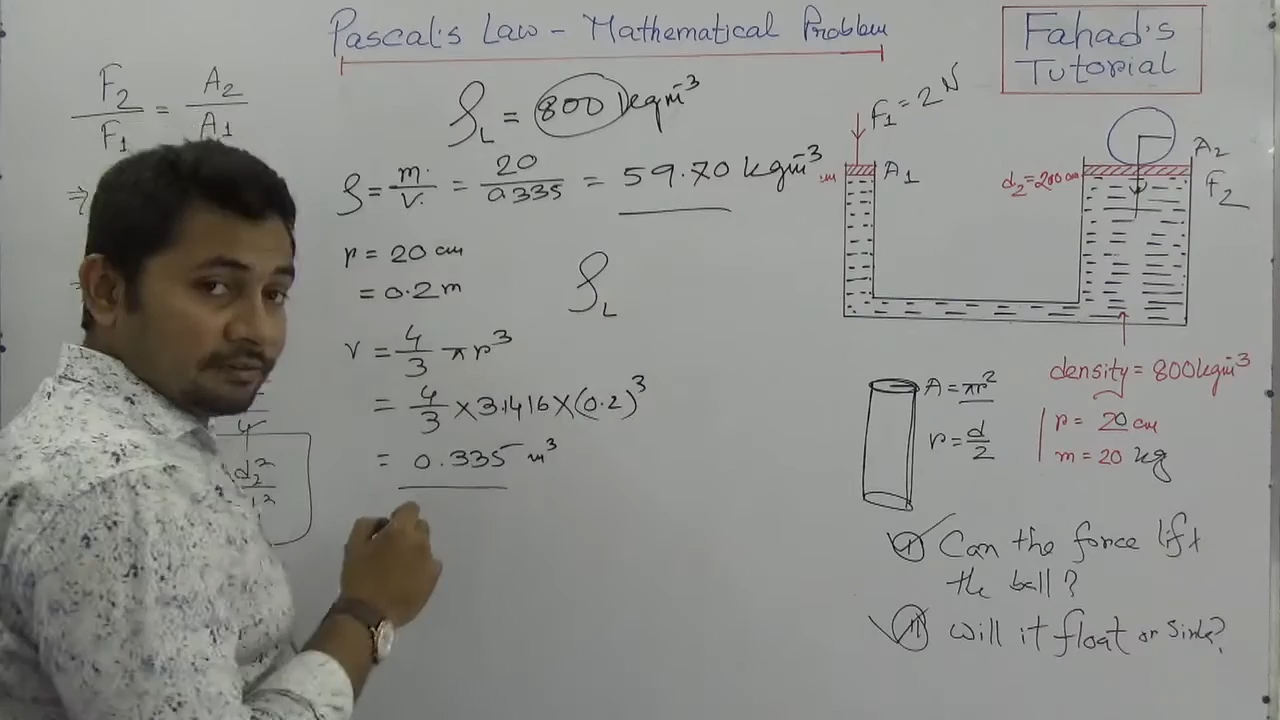 Pascal's Law - Mathematical Problem
Fahad's
Tutorial
F₂/F₁ = A₂/A₁
⇒
d₂²
ρL = 800 kgm⁻³
ρ = m/v = 20/0.335 = 59.70 kgm⁻³
r = 20 cm
= 0.2 m
ρL
V = 4/3 πr³
= 4/3 × 3.1416 × (0.2)³
= 0.335 m³
F₁ = 2 N
A₁
d₂ = 200 cm
A₂
F₂
density = 800 kgm⁻³
r = 20 cm
m = 20 kg
A = πr²
r = d/2
i Can the force lift
the ball?
ii Will it float or sink?